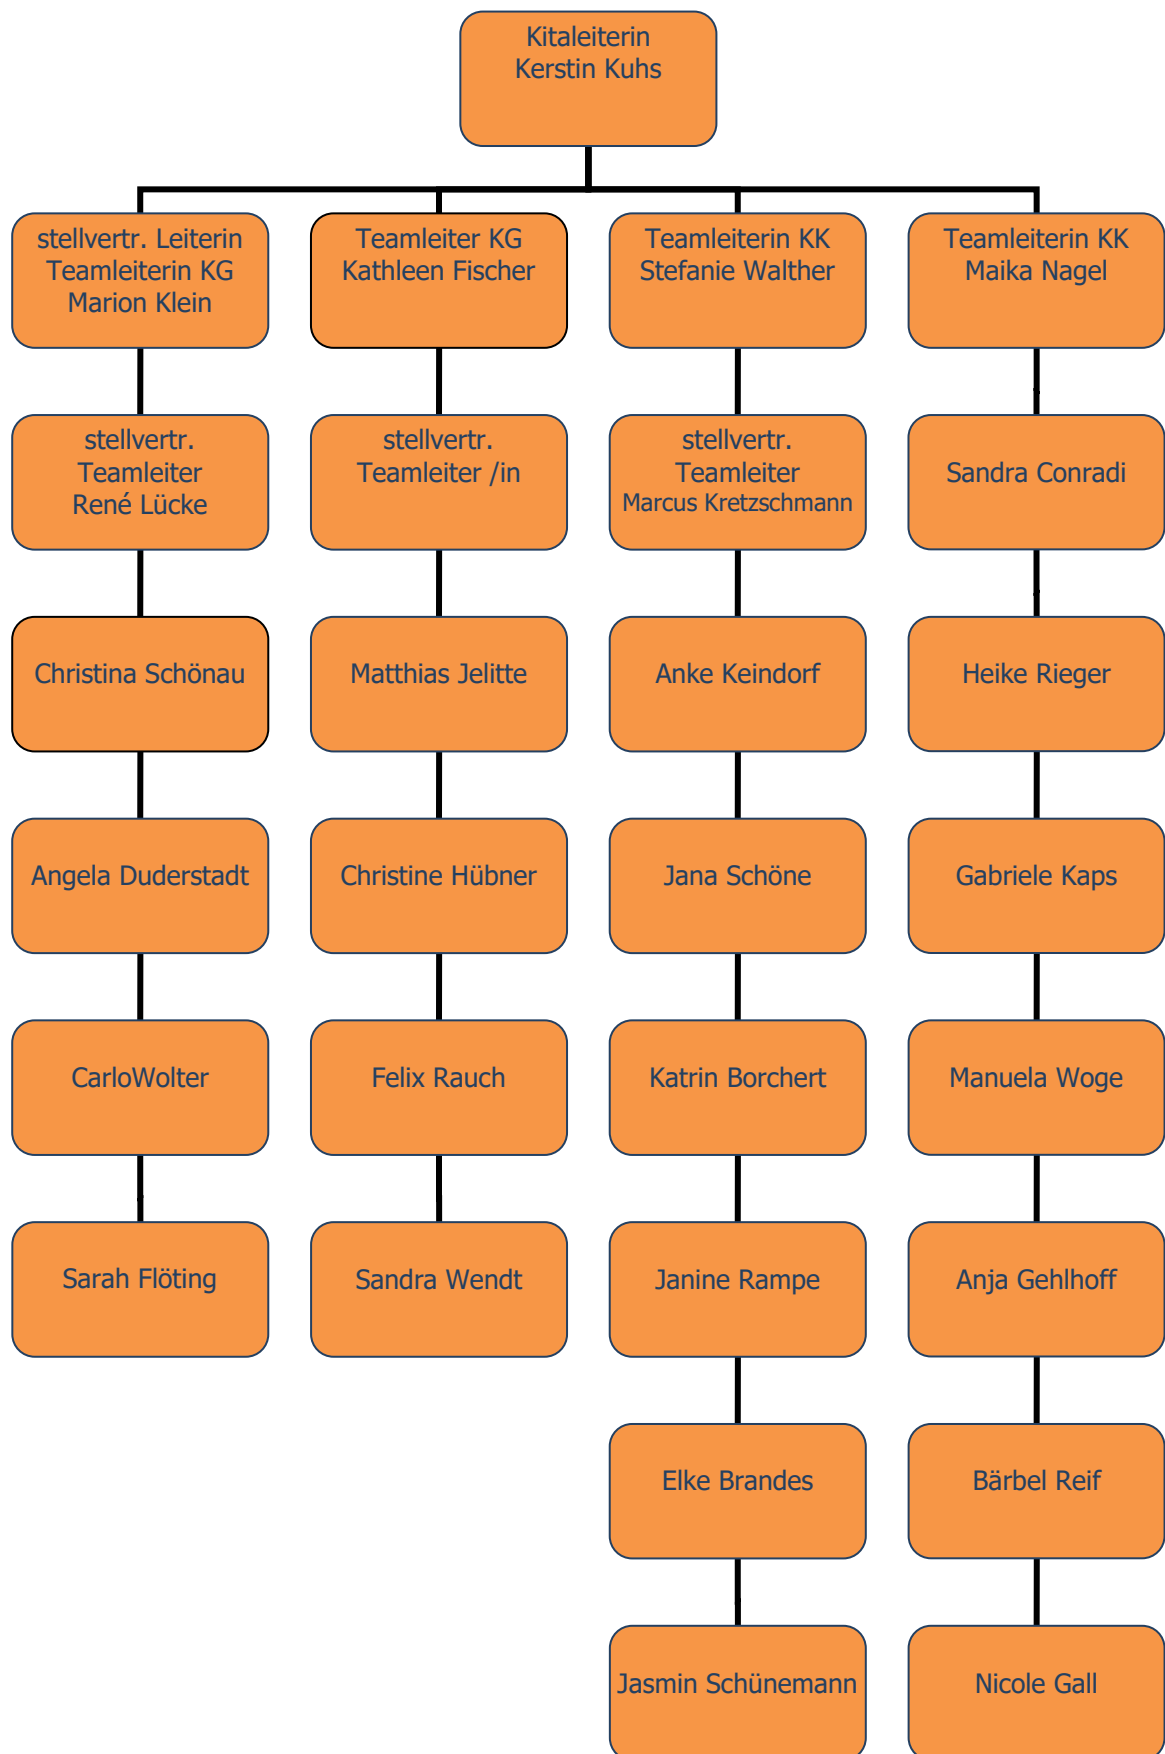 Kitaleiterin
Kerstin Kuhs
stellvertr. Leiterin
Teamleiterin KG
Marion Klein
Teamleiter KG
Kathleen Fischer
Teamleiterin KK
Stefanie Walther
Teamleiterin KK
Maika Nagel
stellvertr.
Teamleiter
René Lücke
stellvertr.
Teamleiter /in
stellvertr.
Teamleiter
Marcus Kretzschmann
Sandra Conradi
Christina Schönau
Matthias Jelitte
Anke Keindorf
Heike Rieger
Angela Duderstadt
Christine Hübner
Jana Schöne
Gabriele Kaps
CarloWolter
Felix Rauch
Katrin Borchert
Manuela Woge
Sarah Flöting
Sandra Wendt
Janine Rampe
Anja Gehlhoff
Elke Brandes
Bärbel Reif
Jasmin Schünemann
Nicole Gall